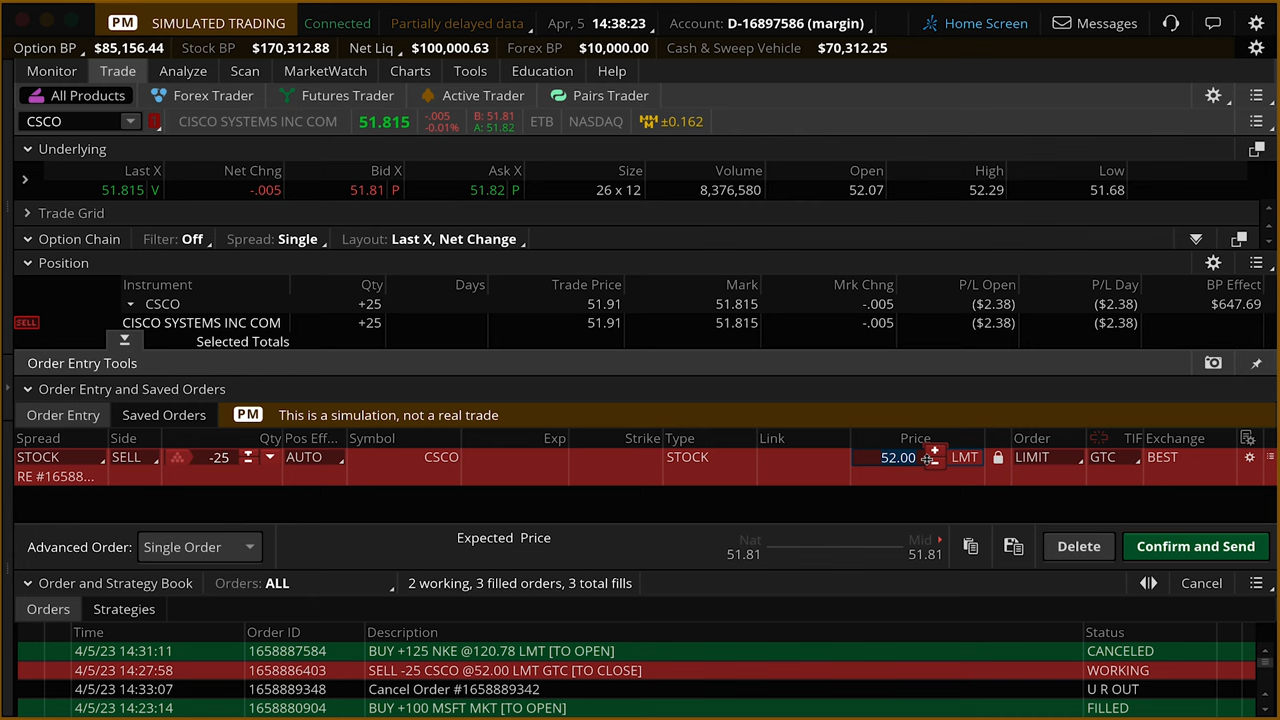 PM SIMULATED TRADING Connected Partially delayed data Apr, 5 14:38:23 Account: D-16897586 (margin) Home Screen Messages
Option BP $85,156.44 Stock BP $170,312.88 Net Liq $100,000.63 Forex BP $10,000.00 Cash & Sweep Vehicle $70,312.25
Monitor Trade Analyze Scan MarketWatch Charts Tools Education Help
All Products Forex Trader Futures Trader Active Trader Pairs Trader
CSCO CISCO SYSTEMS INC COM 51.815 -.005 B: 51.81 ETB NASDAQ ±0.162
-0.01% A: 51.82
Underlying
Last X Net Chng Bid X Ask X Size Volume Open High Low
51.815 V -.005 51.81 P 51.82 P 26 x 12 8,376,580 52.07 52.29 51.68
Trade Grid
Option Chain Filter: Off Spread: Single Layout: Last X, Net Change
Position
Instrument Qty Days Trade Price Mark Mrk Chng P/L Open P/L Day BP Effect
CSCO +25 51.91 51.815 -.005 ($2.38) ($2.38) $647.69
SELL CISCO SYSTEMS INC COM +25 51.91 51.815 -.005 ($2.38) ($2.38)
Selected Totals
Order Entry Tools
Order Entry and Saved Orders
Order Entry Saved Orders PM This is a simulation, not a real trade
Spread Side Qty Pos Eff... Symbol Exp Strike Type Link Price Order TIF Exchange
STOCK SELL -25 AUTO CSCO STOCK 52.00 LMT LIMIT GTC BEST
RE #16588...
Advanced Order: Single Order Expected Price Nat Mid Delete Confirm and Send
51.81 51.81
Order and Strategy Book Orders: ALL 2 working, 3 filled orders, 3 total fills Cancel
Orders Strategies
Time Order ID Description Status
4/5/23 14:31:11 1658887584 BUY +125 NKE @120.78 LMT [TO OPEN] CANCELED
4/5/23 14:27:58 1658886403 SELL -25 CSCO @52.00 LMT GTC [TO CLOSE] WORKING
4/5/23 14:33:07 1658889348 Cancel Order #1658889342 U R OUT
4/5/23 14:23:14 1658880904 BUY +100 MSFT MKT [TO OPEN] FILLED